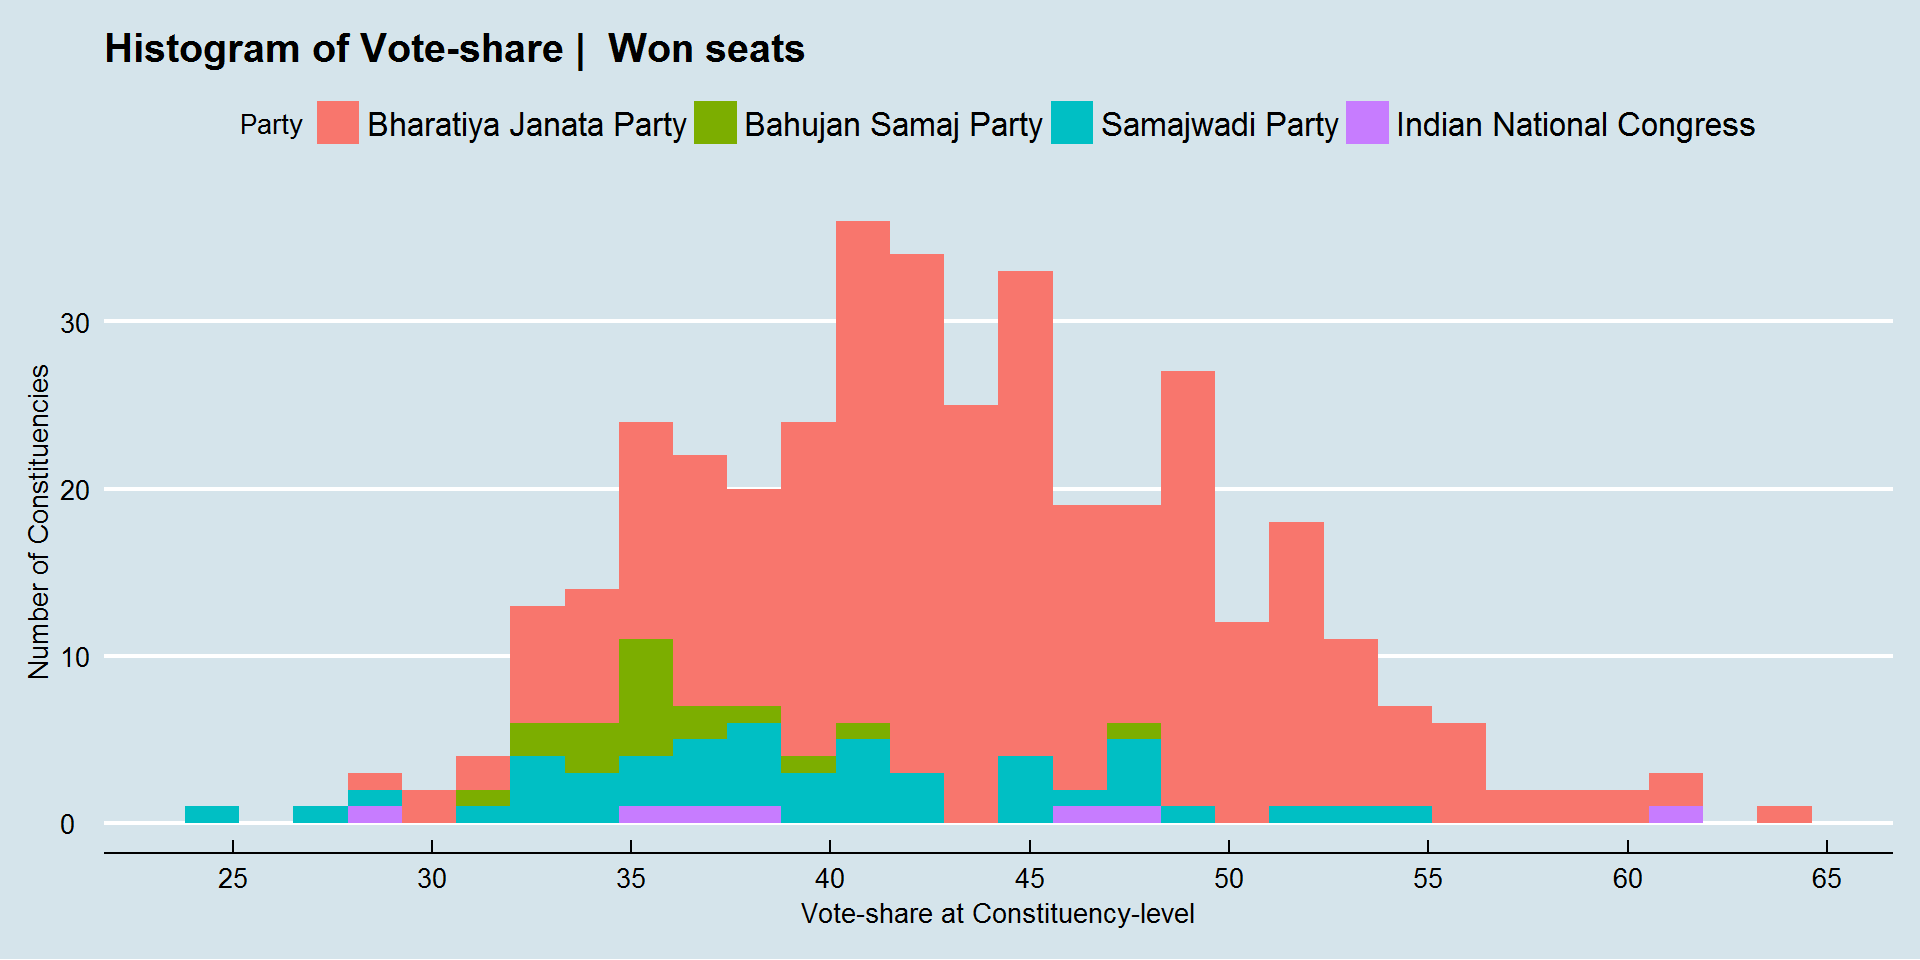 Histogram of Vote-share |  Won seats
Party Bharatiya Janata Party Bahujan Samaj Party Samajwadi Party Indian National Congress
Number of Constituencies
30
20
10
0
25 30 35 40 45 50 55 60 65
Vote-share at Constituency-level